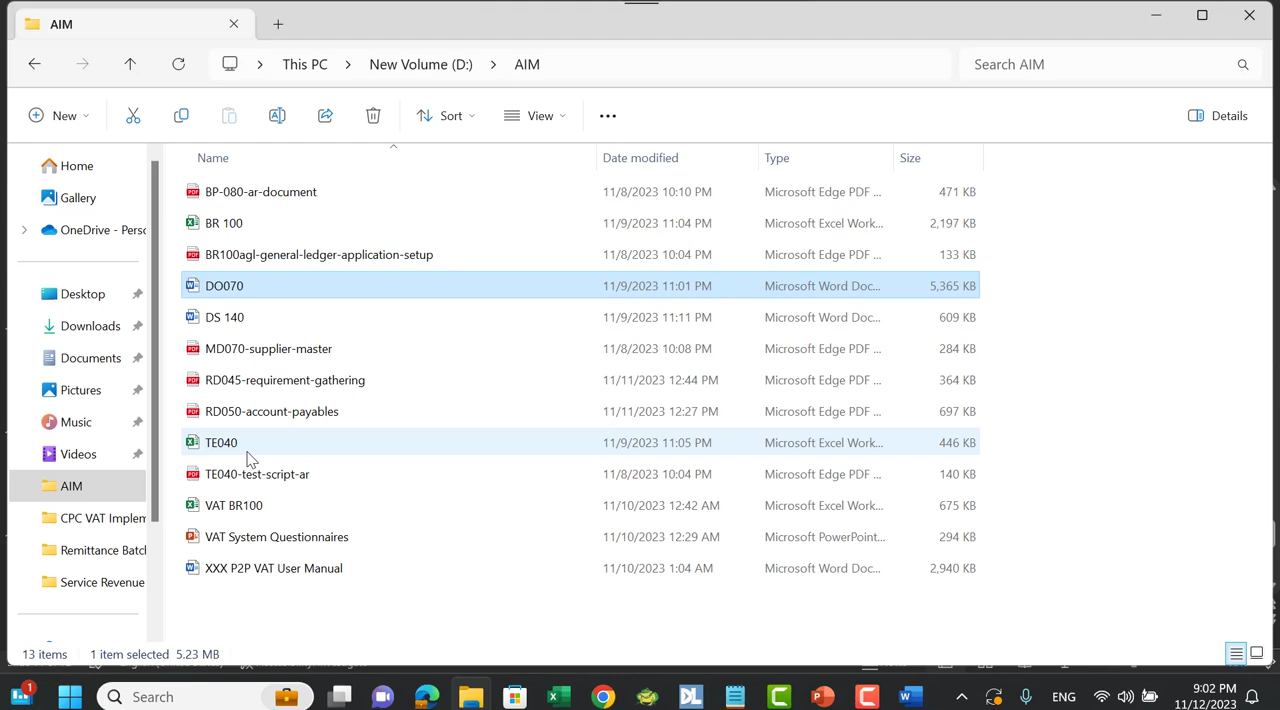 AIM
This PC
New Volume (D:)
AIM
Search AIM
New
Sort
View
Details
Home
Gallery
OneDrive - Perso
Desktop
Downloads
Documents
Pictures
Music
Videos
AIM
CPC VAT Implem
Remittance Batch
Service Revenue
Name Date modified Type Size
BP-080-ar-document 11/8/2023 10:10 PM Microsoft Edge PDF ... 471 KB
BR 100 11/9/2023 11:04 PM Microsoft Excel Work... 2,197 KB
BR100agl-general-ledger-application-setup 11/8/2023 10:04 PM Microsoft Edge PDF ... 133 KB
DO070 11/9/2023 11:01 PM Microsoft Word Doc... 5,365 KB
DS 140 11/9/2023 11:11 PM Microsoft Word Doc... 609 KB
MD070-supplier-master 11/8/2023 10:08 PM Microsoft Edge PDF ... 284 KB
RD045-requirement-gathering 11/11/2023 12:44 PM Microsoft Edge PDF ... 364 KB
RD050-account-payables 11/11/2023 12:27 PM Microsoft Edge PDF ... 697 KB
TE040 11/9/2023 11:05 PM Microsoft Excel Work... 446 KB
TE040-test-script-ar 11/8/2023 10:04 PM Microsoft Edge PDF ... 140 KB
VAT BR100 11/10/2023 12:42 AM Microsoft Excel Work... 675 KB
VAT System Questionnaires 11/10/2023 12:29 AM Microsoft PowerPoint... 294 KB
XXX P2P VAT User Manual 11/10/2023 1:04 AM Microsoft Word Doc... 2,940 KB
13 items 1 item selected 5.23 MB
1
Search
ENG
9:02 PM
11/12/2023